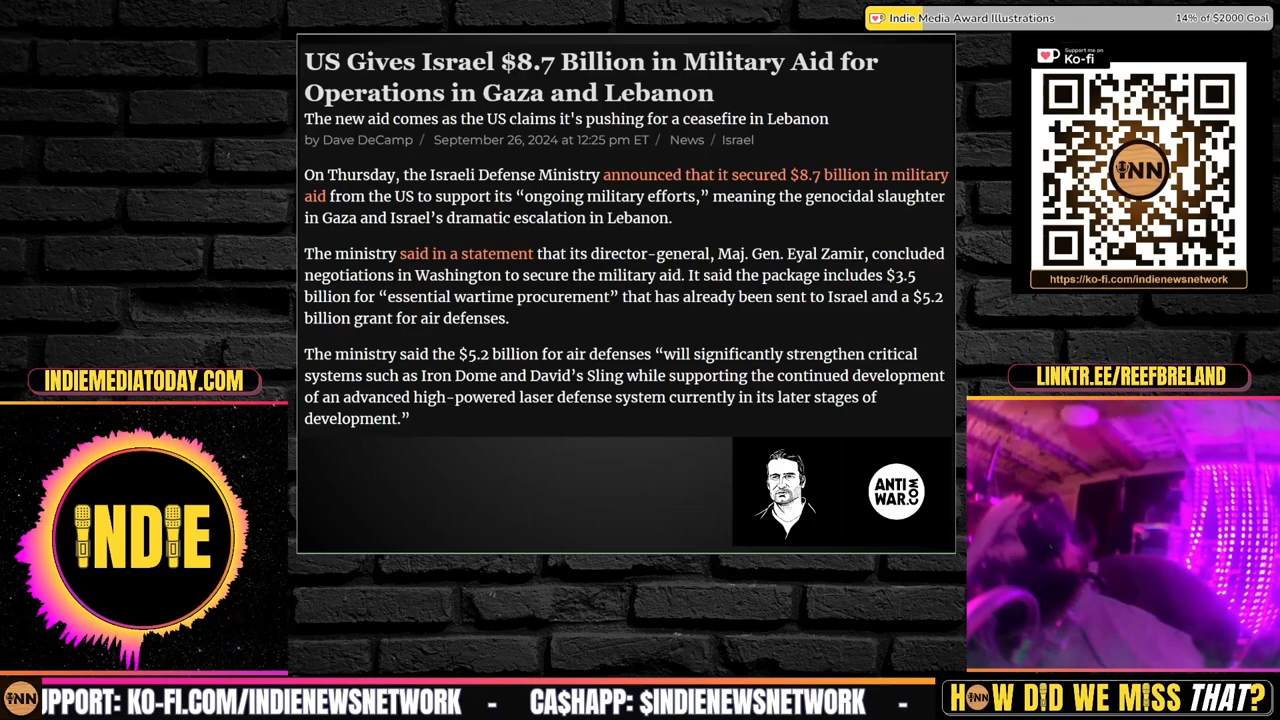 Indie Media Award Illustrations
14% of $2000 Goal
US Gives Israel $8.7 Billion in Military Aid for
Operations in Gaza and Lebanon
The new aid comes as the US claims it's pushing for a ceasefire in Lebanon
by Dave DeCamp / September 26, 2024 at 12:25 pm ET / News / Israel
On Thursday, the Israeli Defense Ministry announced that it secured $8.7 billion in military
aid from the US to support its “ongoing military efforts,” meaning the genocidal slaughter
in Gaza and Israel’s dramatic escalation in Lebanon.
The ministry said in a statement that its director-general, Maj. Gen. Eyal Zamir, concluded
negotiations in Washington to secure the military aid. It said the package includes $3.5
billion for “essential wartime procurement” that has already been sent to Israel and a $5.2
billion grant for air defenses.
The ministry said the $5.2 billion for air defenses “will significantly strengthen critical
systems such as Iron Dome and David’s Sling while supporting the continued development
of an advanced high-powered laser defense system currently in its later stages of
development.”
ANTI
WAR.COM
Support me on
Ko-fi
iNN
https://ko-fi.com/indienewsnetwork
INDIEMEDIATODAY.COM
LINKTR.EE/REEFBRELAND
INDIE
iNN
UPPORT: KO-FI.COM/INDIENEWSNETWORK - CA$HAPP: $INDIENEWSNETWORK -
HOW DID WE MISS THAT?